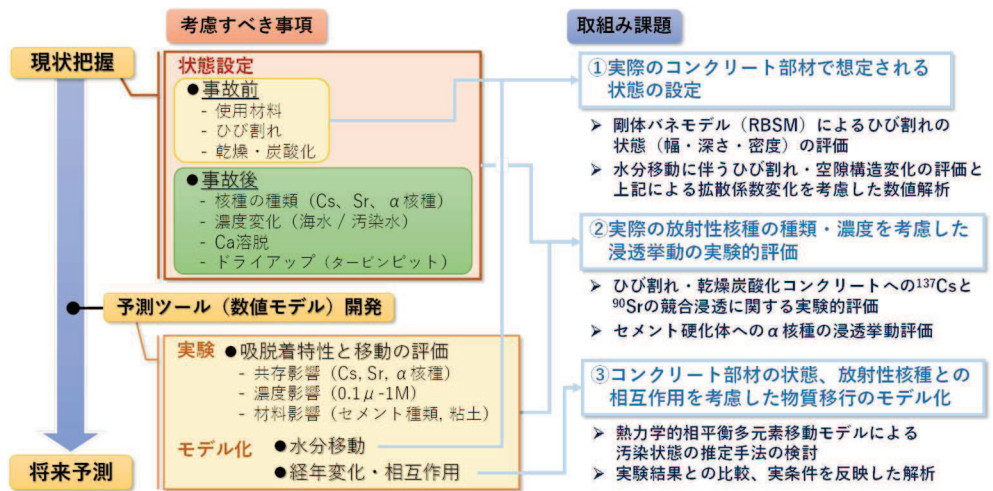 考慮すべき事項
取組み課題
現状把握
状態設定
●事故前
- 使用材料
- ひび割れ
- 乾燥・炭酸化
●事故後
- 核種の種類（Cs、Sr、α核種）
- 濃度変化（海水 / 汚染水）
- Ca溶脱
- ドライアップ（タービンピット）
予測ツール（数値モデル）開発
実験 ●吸脱着特性と移動の評価
- 共存影響（Cs, Sr, α核種）
- 濃度影響（0.1μ-1M）
- 材料影響（セメント種類, 粘土）
モデル化 ●水分移動
●経年変化・相互作用
将来予測
①実際のコンクリート部材で想定される
状態の設定
➢ 剛体バネモデル（RBSM）によるひび割れの
状態（幅・深さ・密度）の評価
➢ 水分移動に伴うひび割れ・空隙構造変化の評価と
上記による拡散係数変化を考慮した数値解析
②実際の放射性核種の種類・濃度を考慮した
浸透挙動の実験的評価
➢ ひび割れ・乾燥炭酸化コンクリートへの¹³⁷Csと
⁹⁰Srの競合浸透に関する実験的評価
➢ セメント硬化体へのα核種の浸透挙動評価
③コンクリート部材の状態、放射性核種との
相互作用を考慮した物質移行のモデル化
➢ 熱力学的相平衡多元素移動モデルによる
汚染状態の推定手法の検討
➢ 実験結果との比較、実条件を反映した解析